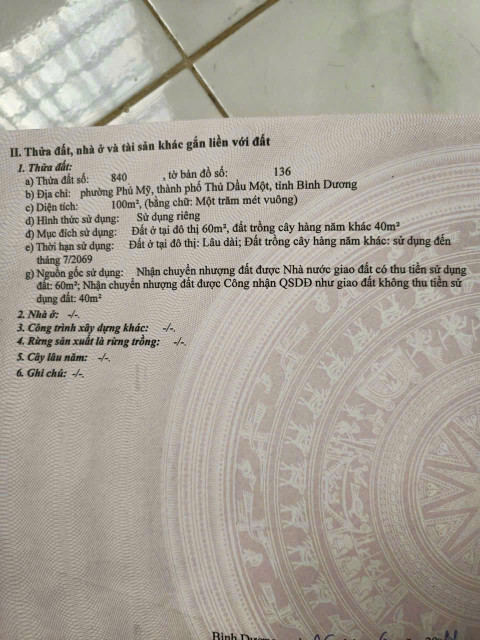 II. Thửa đất, nhà ở và tài sản khác gắn liền với đất
1. Thửa đất:
a) Thửa đất số: 840 , tờ bản đồ số: 136
b) Địa chỉ: phường Phú Mỹ, thành phố Thủ Dầu Một, tỉnh Bình Dương
c) Diện tích: 100m², (bằng chữ: Một trăm mét vuông)
d) Hình thức sử dụng: Sử dụng riêng
đ) Mục đích sử dụng: Đất ở tại đô thị 60m², đất trồng cây hàng năm khác 40m²
e) Thời hạn sử dụng: Đất ở tại đô thị: Lâu dài; Đất trồng cây hàng năm khác: sử dụng đến
tháng 7/2069
g) Nguồn gốc sử dụng: Nhận chuyển nhượng đất được Nhà nước giao đất có thu tiền sử dụng
đất: 60m²; Nhận chuyển nhượng đất được Công nhận QSDĐ như giao đất không thu tiền sử
dụng đất: 40m²
2. Nhà ở: -/-.
3. Công trình xây dựng khác: -/-.
4. Rừng sản xuất là rừng trồng: -/-.
5. Cây lâu năm: -/-.
6. Ghi chú: -/-.
Bình